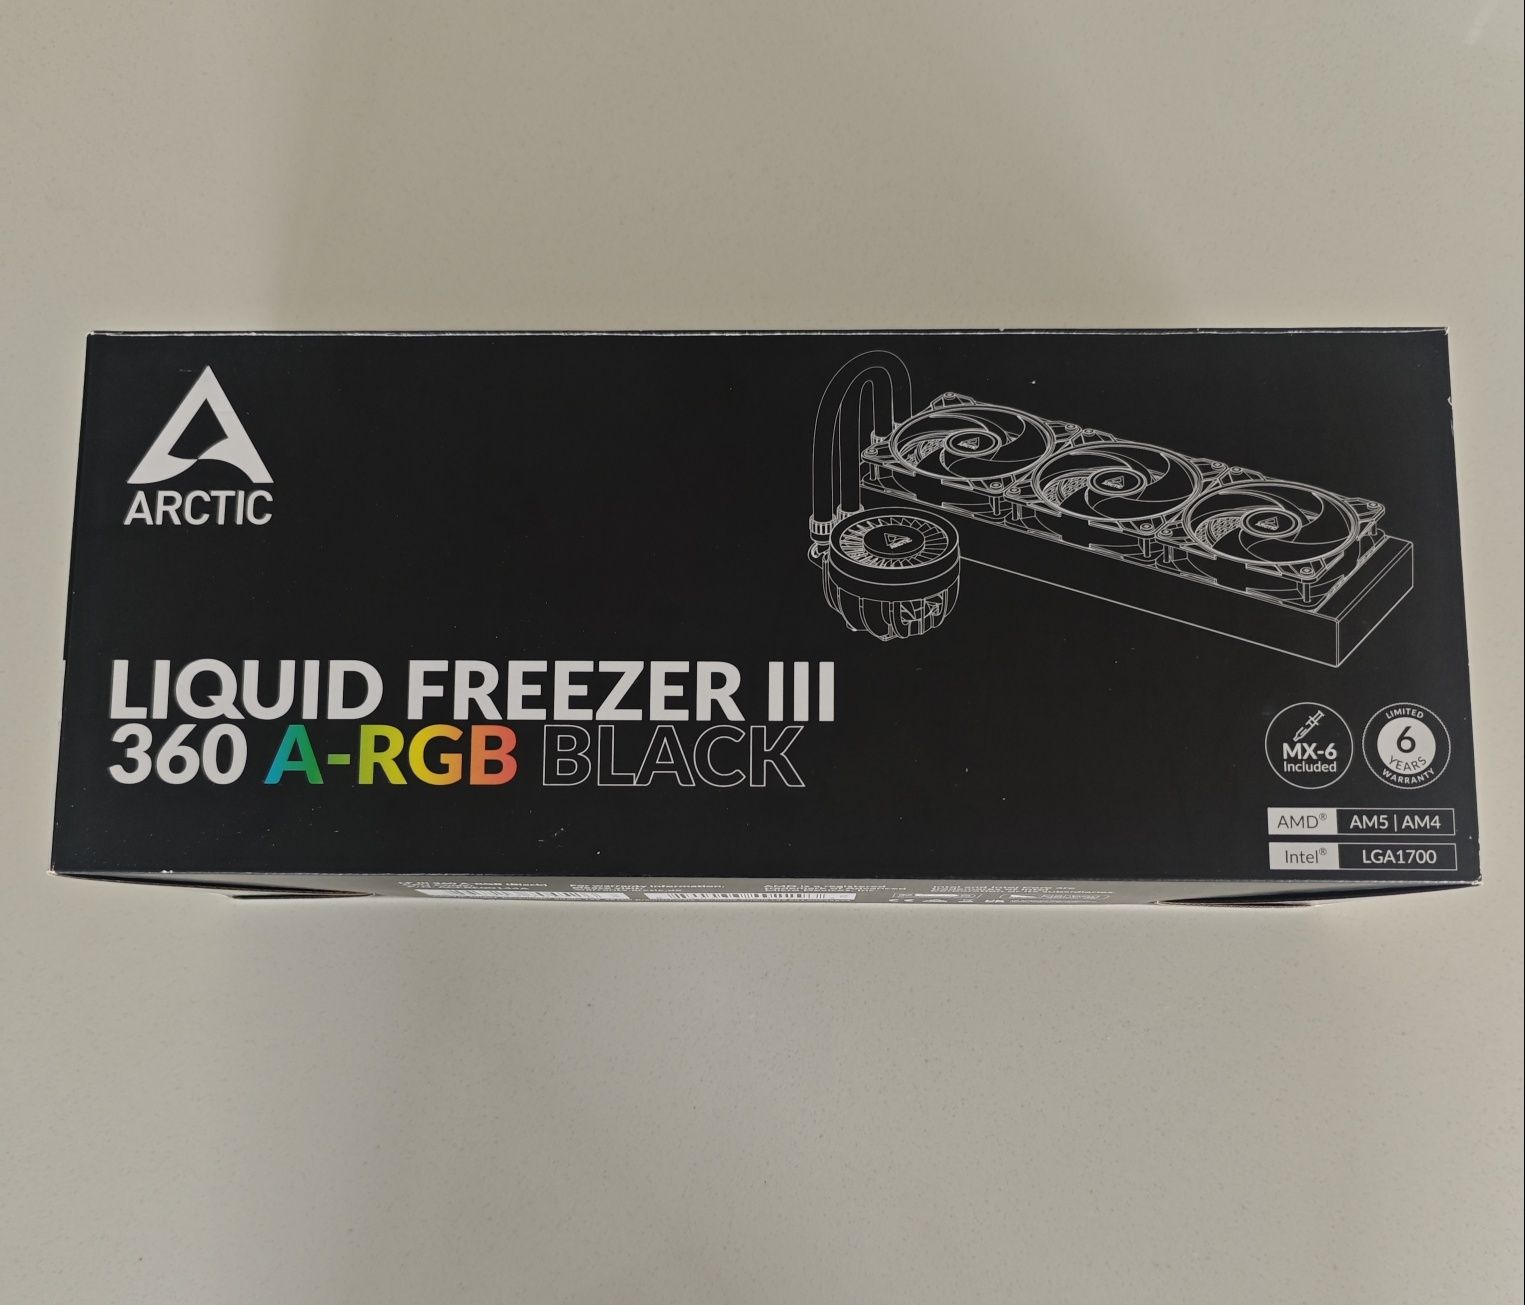 ARCTIC
LIQUID FREEZER III
360 A-RGB BLACK
MX-6
Included
LIMITED
6
YEARS
WARRANTY
AMD® AM5 | AM4
Intel® LGA1700